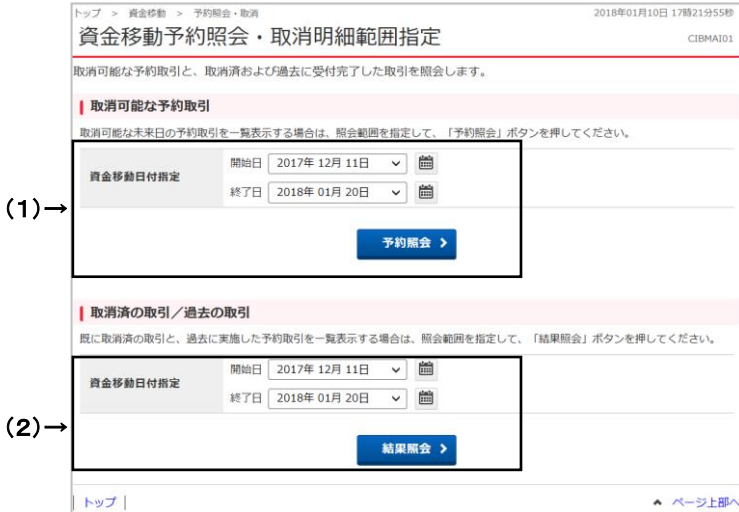 トップ > 資金移動 > 予約照会・取消
2018年01月10日 17時21分55秒
資金移動予約照会・取消明細範囲指定
CIBMAI01
取消可能な予約取引と、取消済および過去に受付完了した取引を照会します。
取消可能な予約取引
取消可能な未来日の予約取引を一覧表示する場合は、照会範囲を指定して、「予約照会」ボタンを押してください。
(1)→
資金移動日付指定
開始日 2017年 12月 11日
終了日 2018年 01月 20日
予約照会
取消済の取引／過去の取引
既に取消済の取引と、過去に実施した予約取引を一覧表示する場合は、照会範囲を指定して、「結果照会」ボタンを押してください。
(2)→
資金移動日付指定
開始日 2017年 12月 11日
終了日 2018年 01月 20日
結果照会
| トップ |
ページ上部へ